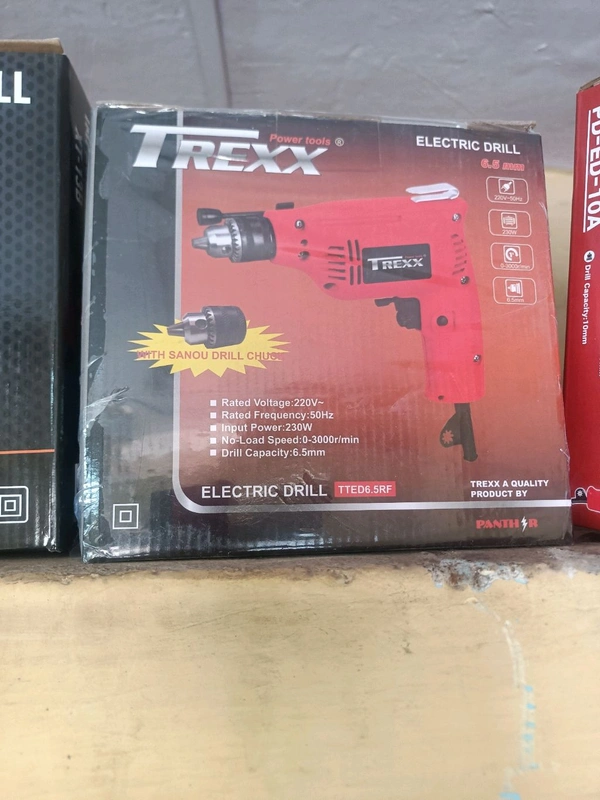 LL
Power tools ®
TREXX
ELECTRIC DRILL
6.5 mm
220V~50Hz
230W
0-3000r/min
6.5mm
TREXX
WITH SANOU DRILL CHUCK
Rated Voltage:220V~
Rated Frequency:50Hz
Input Power:230W
No-Load Speed:0-3000r/min
Drill Capacity:6.5mm
ELECTRIC DRILL TTED6.5RF
TREXX A QUALITY
PRODUCT BY
PANTHER
PD-ED-10A
Drill Capacity:10mm